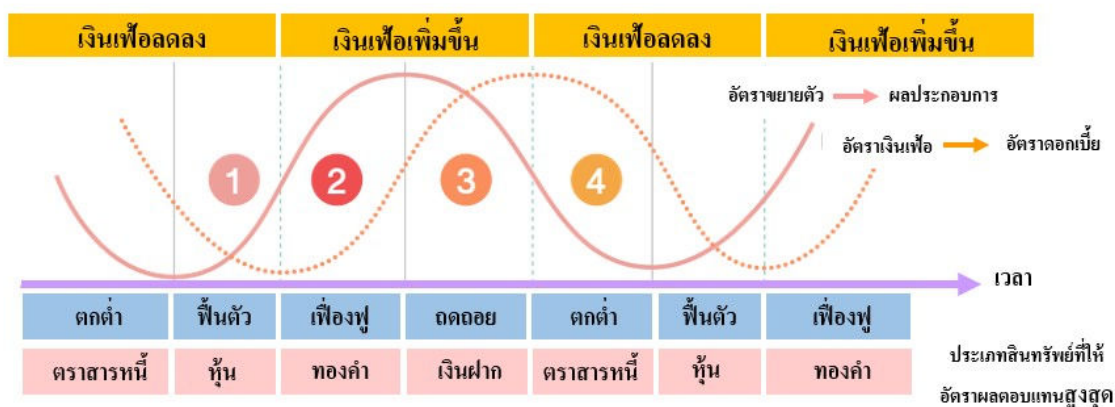 เงินเฟ้อลดลง เงินเฟ้อเพิ่มขึ้น เงินเฟ้อลดลง เงินเฟ้อเพิ่มขึ้น
อัตราขยายตัว ผลประกอบการ
อัตราเงินเฟ้อ อัตราดอกเบี้ย
1 2 3 4
เวลา
ตกต่ำ ฟื้นตัว เฟื่องฟู ถดถอย ตกต่ำ ฟื้นตัว เฟื่องฟู
ตราสารหนี้ หุ้น ทองคำ เงินฝาก ตราสารหนี้ หุ้น ทองคำ
ประเภทสินทรัพย์ที่ให้
อัตราผลตอบแทนสูงสุด